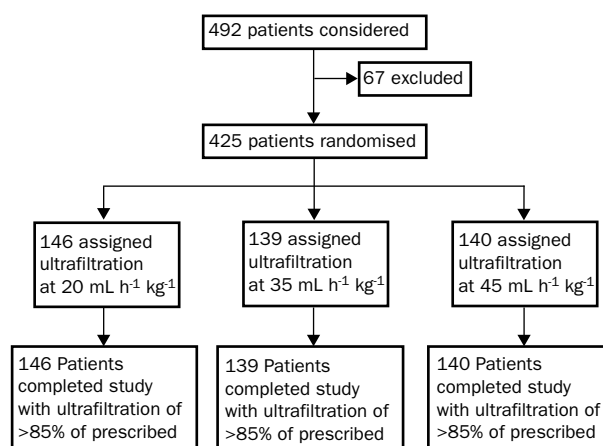 492 patients considered
67 excluded
425 patients randomised
146 assigned
ultrafiltration
at 20 mL h⁻¹ kg⁻¹
139 assigned
ultrafiltration
at 35 mL h⁻¹ kg⁻¹
140 assigned
ultrafiltration
at 45 mL h⁻¹ kg⁻¹
146 Patients
completed study
with ultrafiltration of
>85% of prescribed
139 Patients
completed study
with ultrafiltration of
>85% of prescribed
140 Patients
completed study
with ultrafiltration of
>85% of prescribed